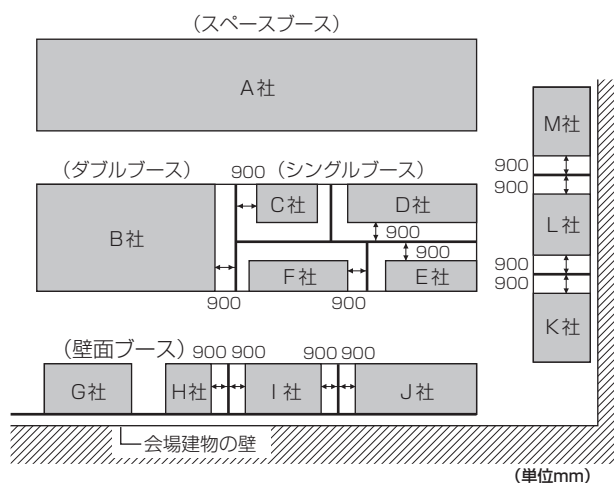 (スペースブース)
A社
M社
900
900
(ダブルブース)
900
(シングルブース)
C社
D社
B社
900
L社
900
F社
E社
900
900
900
900
K社
(壁面ブース)
900
900
900
900
G社
H社
I社
J社
会場建物の壁
(単位mm)